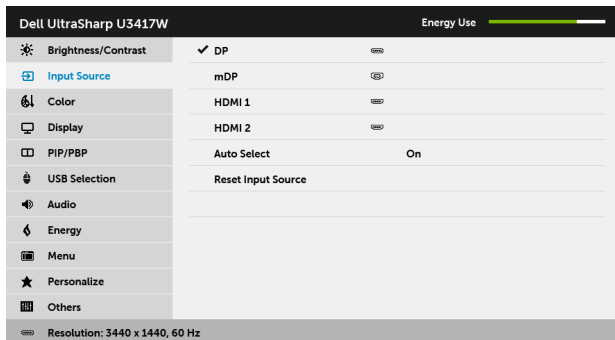 Dell UltraSharp U3417W Energy Use
Brightness/Contrast DP
Input Source mDP
Color HDMI 1
Display HDMI 2
PIP/PBP Auto Select On
USB Selection Reset Input Source
Audio
Energy
Menu
Personalize
Others
Resolution: 3440 x 1440, 60 Hz